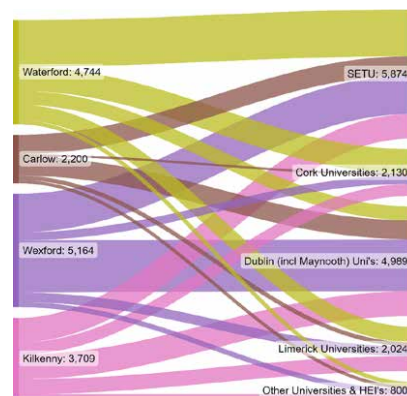 Waterford: 4,744
SETU: 5,874
Carlow: 2,200
Cork Universities: 2,130
Wexford: 5,164
Dublin (incl Maynooth) Uni's: 4,989
Limerick Universities: 2,024
Kilkenny: 3,709
Other Universities & HEI's: 800